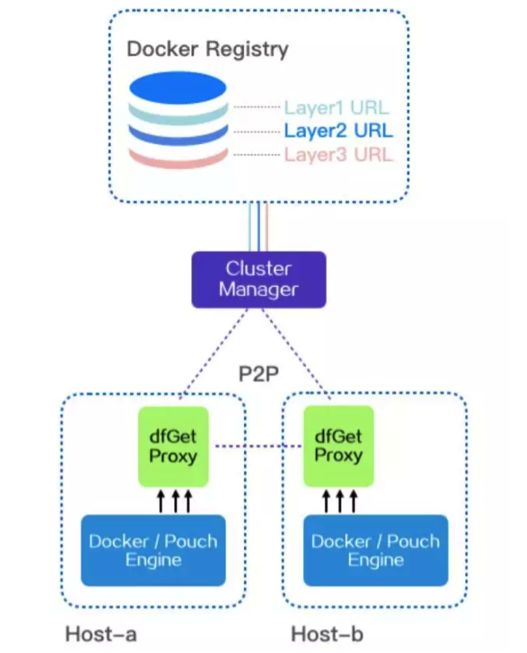 Docker Registry
Layer1 URL
Layer2 URL
Layer3 URL
Cluster
Manager
P2P
dfGet
Proxy
dfGet
Proxy
Docker / Pouch
Engine
Docker / Pouch
Engine
Host-a
Host-b